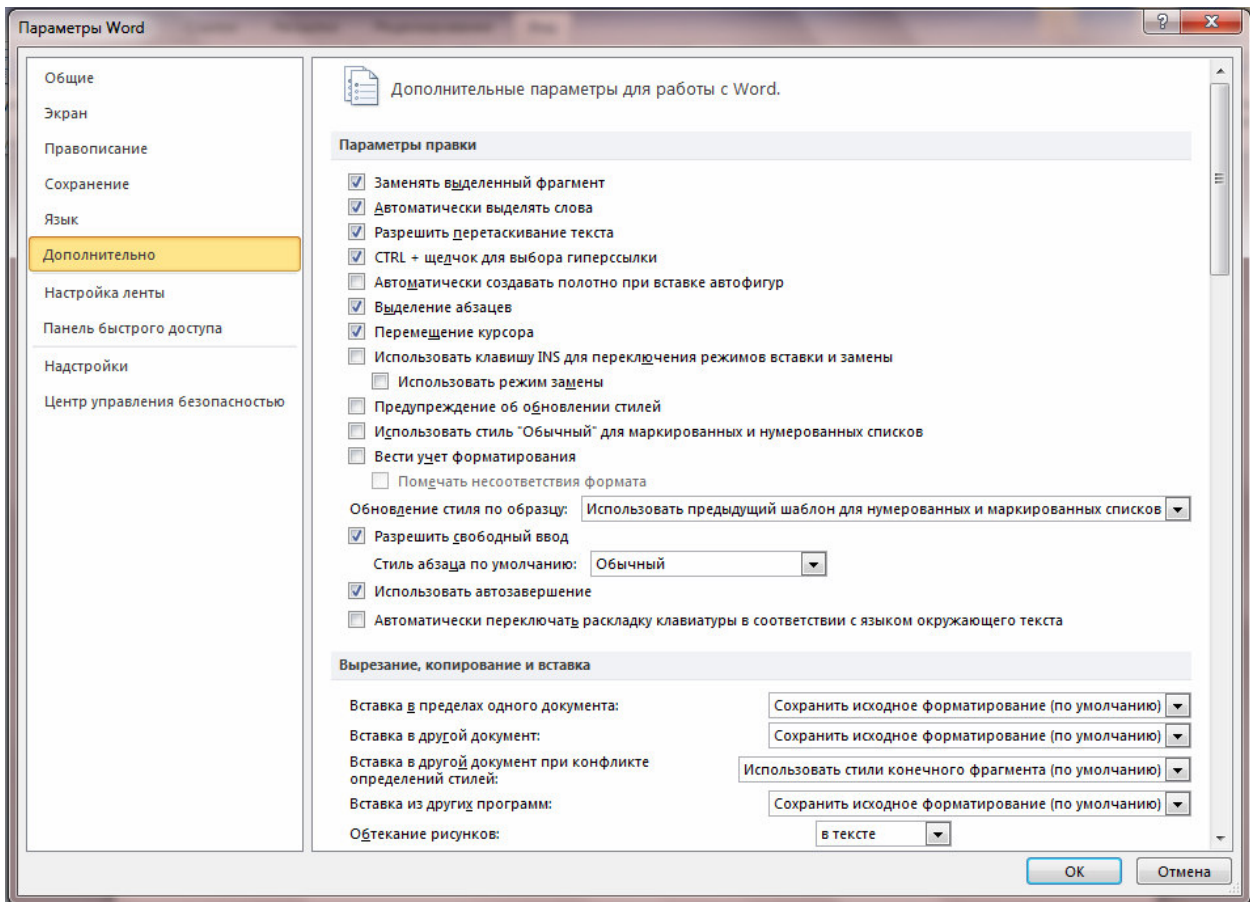 Параметры Word
Общие
Экран
Правописание
Сохранение
Язык
Дополнительно
Настройка ленты
Панель быстрого доступа
Надстройки
Центр управления безопасностью
Дополнительные параметры для работы с Word.
Параметры правки
Заменять выделенный фрагмент
Автоматически выделять слова
Разрешить перетаскивание текста
CTRL + щелчок для выбора гиперссылки
Автоматически создавать полотно при вставке автофигур
Выделение абзацев
Перемещение курсора
Использовать клавишу INS для переключения режимов вставки и замены
Использовать режим замены
Предупреждение об обновлении стилей
Использовать стиль "Обычный" для маркированных и нумерованных списков
Вести учет форматирования
Помечать несоответствия формата
Обновление стиля по образцу: Использовать предыдущий шаблон для нумерованных и маркированных списков
Разрешить свободный ввод
Стиль абзаца по умолчанию: Обычный
Использовать автозавершение
Автоматически переключать раскладку клавиатуры в соответствии с языком окружающего текста
Вырезание, копирование и вставка
Вставка в пределах одного документа: Сохранить исходное форматирование (по умолчанию)
Вставка в другой документ: Сохранить исходное форматирование (по умолчанию)
Вставка в другой документ при конфликте
определений стилей: Использовать стили конечного фрагмента (по умолчанию)
Вставка из других программ: Сохранить исходное форматирование (по умолчанию)
Обтекание рисунков: в тексте
ОК
Отмена